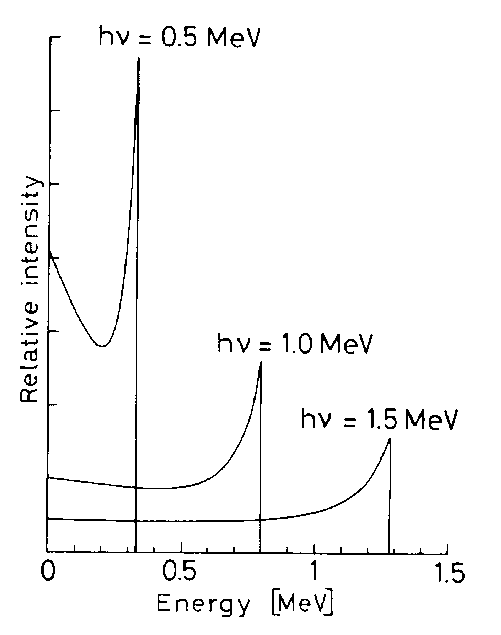 hν = 0.5 MeV
Relative intensity
hν = 1.0 MeV
hν = 1.5 MeV
0 0.5 1 1.5
Energy [MeV]